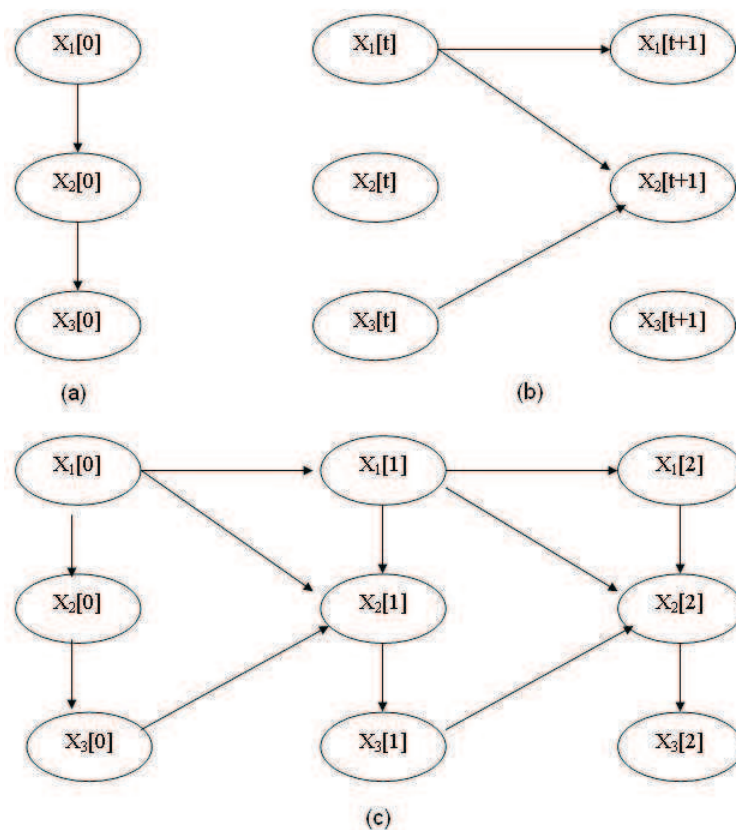 X₁[0] X₁[t] X₁[t+1]
X₂[0] X₂[t] X₂[t+1]
X₃[0] X₃[t] X₃[t+1]
(a) (b)
X₁[0] X₁[1] X₁[2]
X₂[0] X₂[1] X₂[2]
X₃[0] X₃[1] X₃[2]
(c)